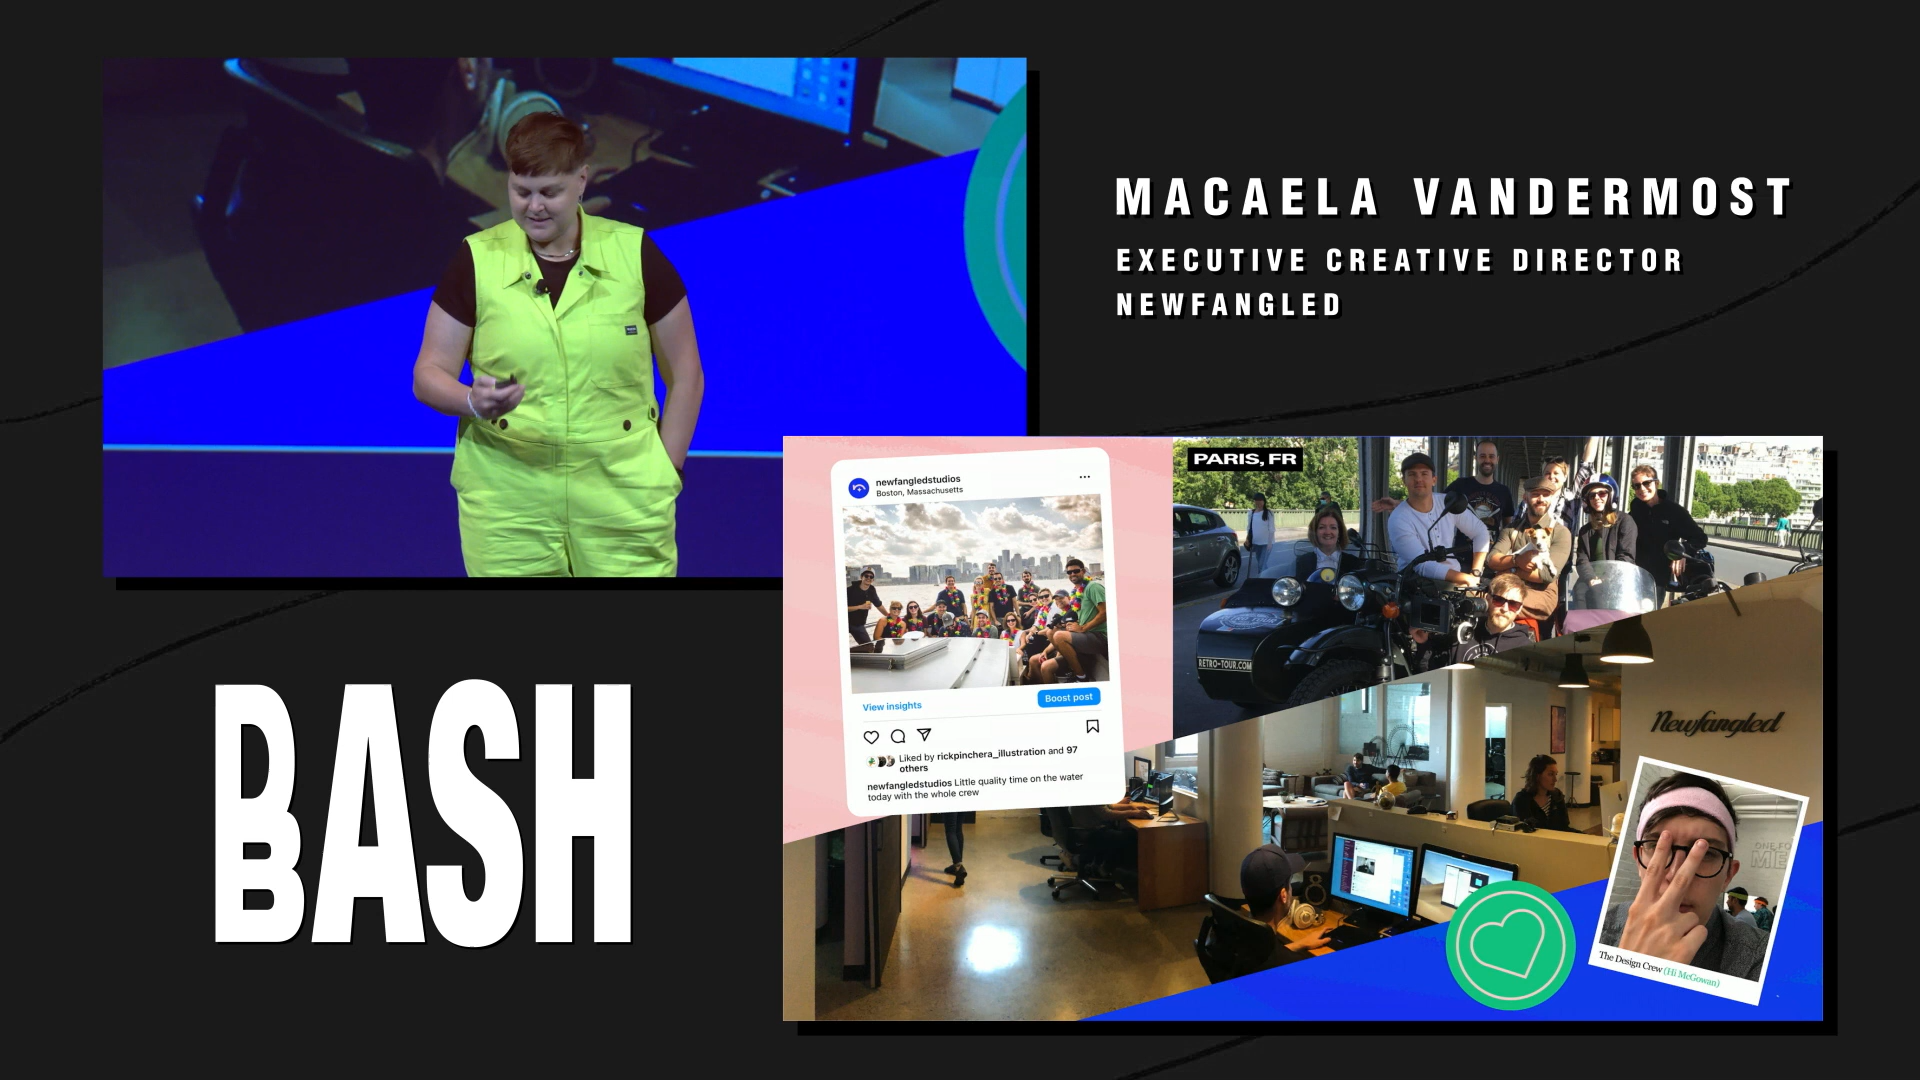 MACAELA VANDERMOST
EXECUTIVE CREATIVE DIRECTOR
NEWFANGLED
BASH
newfangledstudios
Boston, Massachusetts
View insights
Boost post
Liked by rickpinchera_illustration and 97
others
newfangledstudios Little quality time on the water
today with the whole crew
PARIS, FR
RETRO-TOUR.COM
Newfangled
The Design Crew (Hi McGowan)